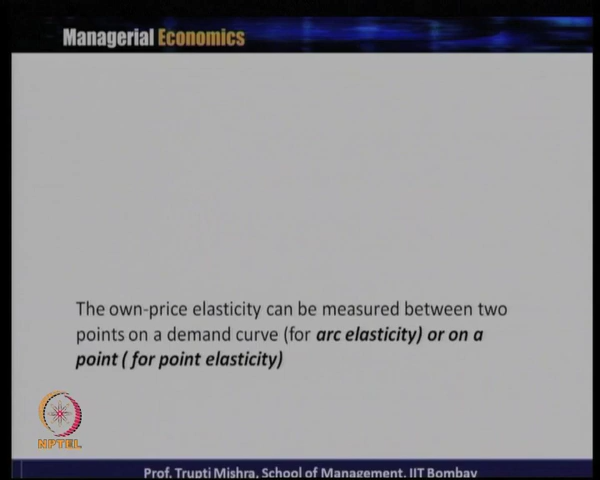 Managerial Economics
The own-price elasticity can be measured between two
points on a demand curve (for arc elasticity) or on a
point ( for point elasticity)
NPTEL
Prof. Trupti Mishra, School of Management, IIT Bombay